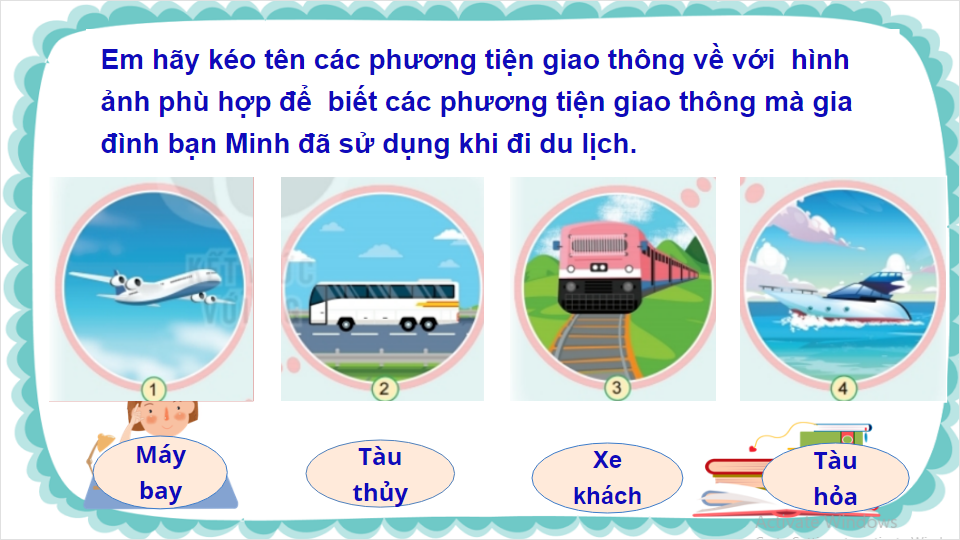 Em hãy kéo tên các phương tiện giao thông về với hình
ảnh phù hợp để biết các phương tiện giao thông mà gia
đình bạn Minh đã sử dụng khi đi du lịch.
1
2
3
4
Máy
bay
Tàu
thủy
Xe
khách
Tàu
hỏa